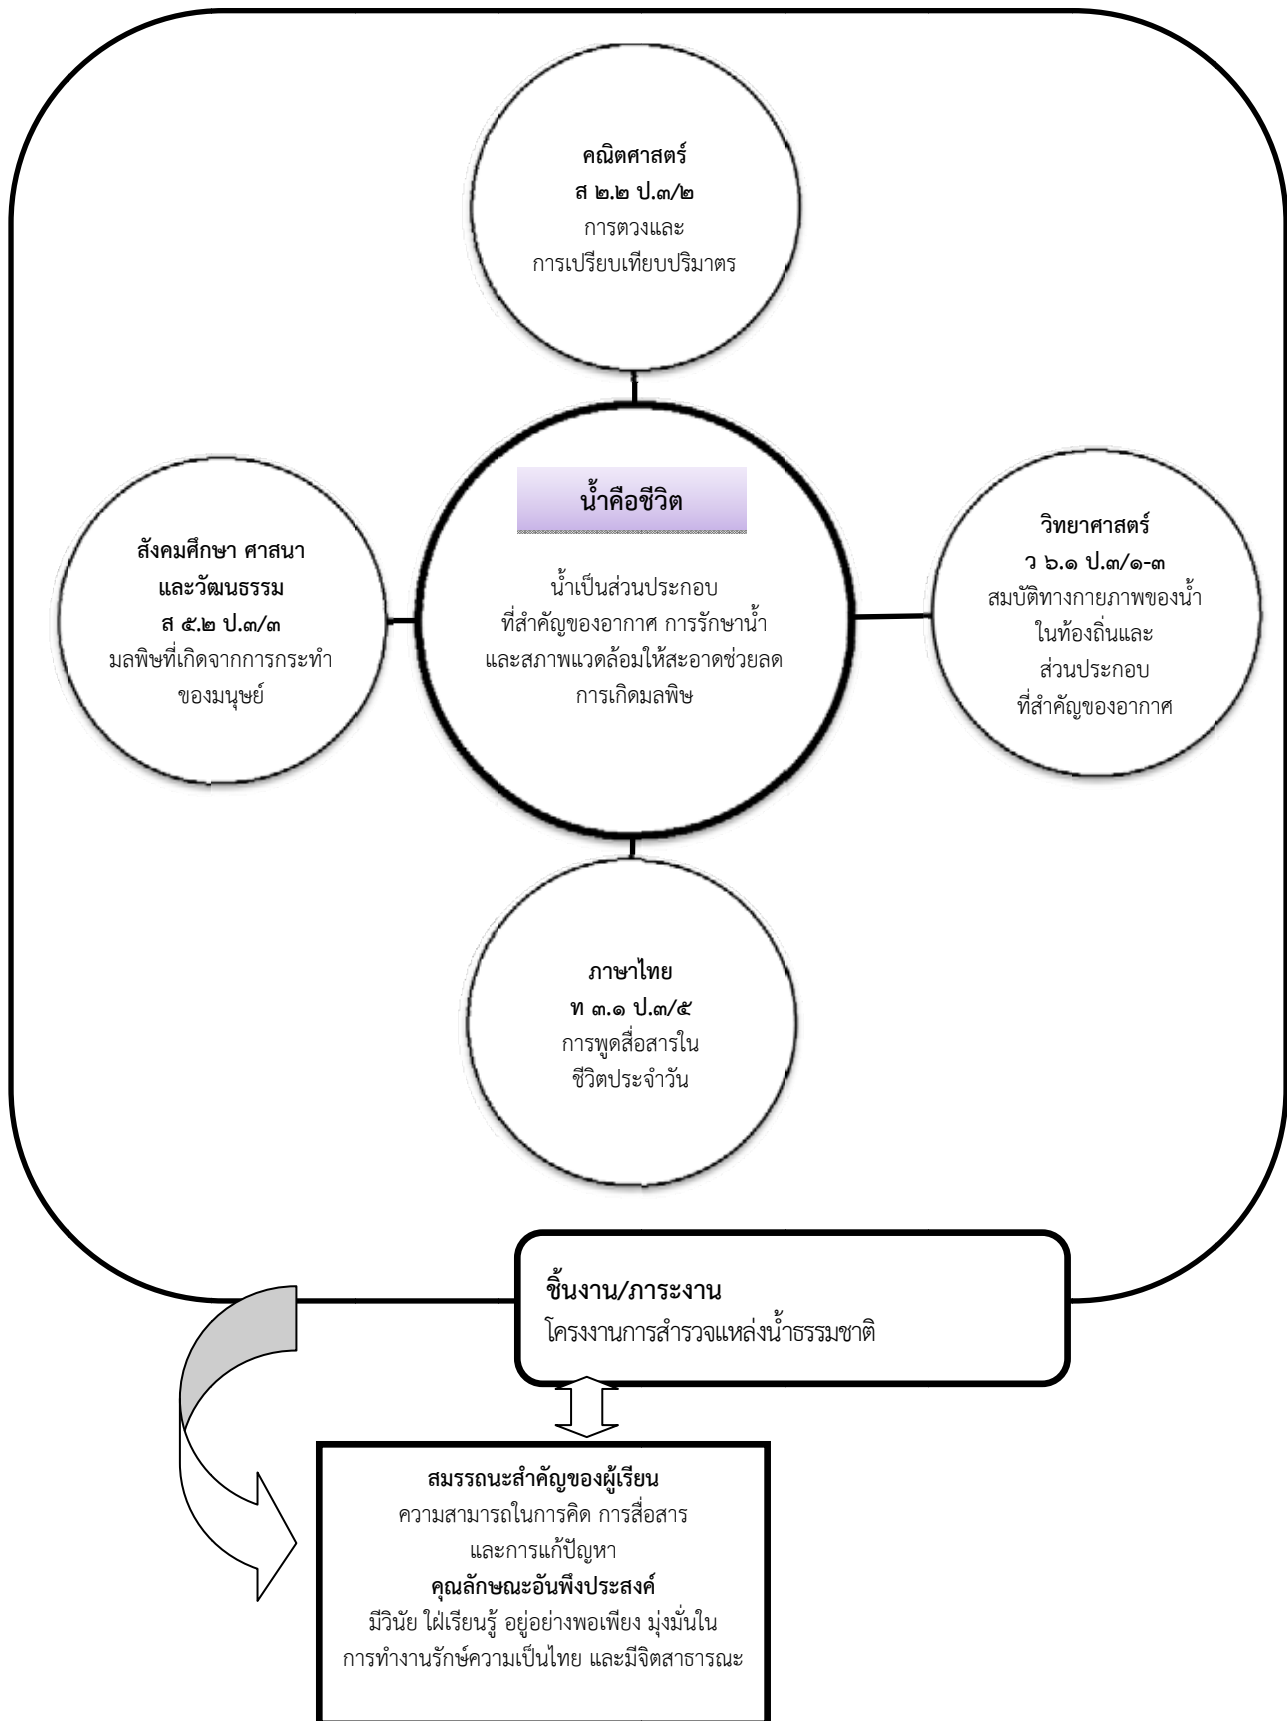 คณิตศาสตร์
ส ๒.๒ ป.๓/๒
การตวงและ
การเปรียบเทียบปริมาตร
น้ำคือชีวิต
น้ำเป็นส่วนประกอบ
ที่สำคัญของอากาศ การรักษาน้ำ
และสภาพแวดล้อมให้สะอาดช่วยลด
การเกิดมลพิษ
สังคมศึกษา ศาสนา
และวัฒนธรรม
ส ๕.๒ ป.๓/๓
มลพิษที่เกิดจากการกระทำ
ของมนุษย์
วิทยาศาสตร์
ว ๖.๑ ป.๓/๑-๓
สมบัติทางกายภาพของน้ำ
ในท้องถิ่นและ
ส่วนประกอบ
ที่สำคัญของอากาศ
ภาษาไทย
ท ๓.๑ ป.๓/๕
การพูดสื่อสารใน
ชีวิตประจำวัน
ชิ้นงาน/ภาระงาน
โครงงานการสำรวจแหล่งน้ำธรรมชาติ
สมรรถนะสำคัญของผู้เรียน
ความสามารถในการคิด การสื่อสาร
และการแก้ปัญหา
คุณลักษณะอันพึงประสงค์
มีวินัย ใฝ่เรียนรู้ อยู่อย่างพอเพียง มุ่งมั่นใน
การทำงานรักษ์ความเป็นไทย และมีจิตสาธารณะ